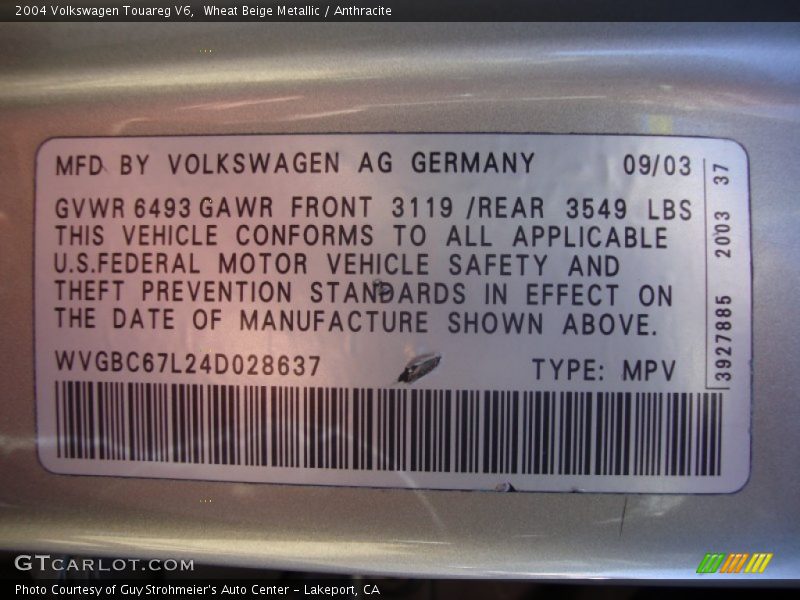 2004 Volkswagen Touareg V6,  Wheat Beige Metallic / Anthracite
MFD. BY VOLKSWAGEN AG GERMANY 09/03
GVWR 6493 GAWR FRONT 3119 /REAR 3549 LBS
THIS VEHICLE CONFORMS TO ALL APPLICABLE
U.S.FEDERAL MOTOR VEHICLE SAFETY AND
THEFT PREVENTION STANDARDS IN EFFECT ON
THE DATE OF MANUFACTURE SHOWN ABOVE.
WVGBC67L24D028637 TYPE: MPV
3927885 2003 37
GTCARLOT.COM
Photo Courtesy of Guy Strohmeier's Auto Center - Lakeport, CA